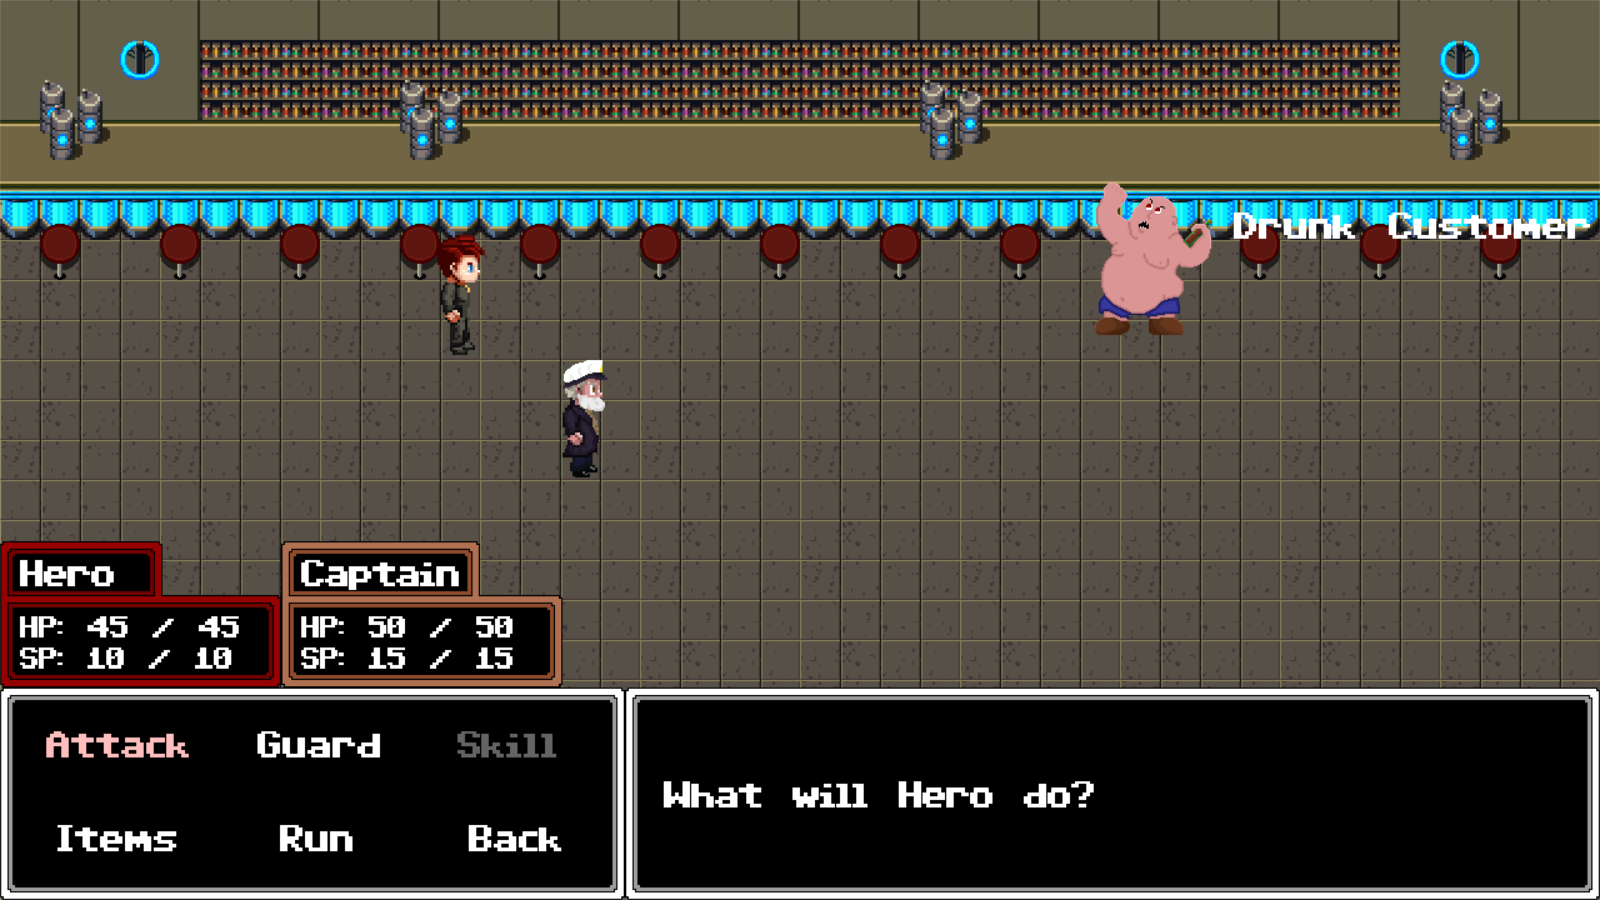 Drunk Customer
Hero
HP: 45 / 45
SP: 10 / 10
Captain
HP: 50 / 50
SP: 15 / 15
Attack Guard Skill
Items Run Back
What will Hero do?